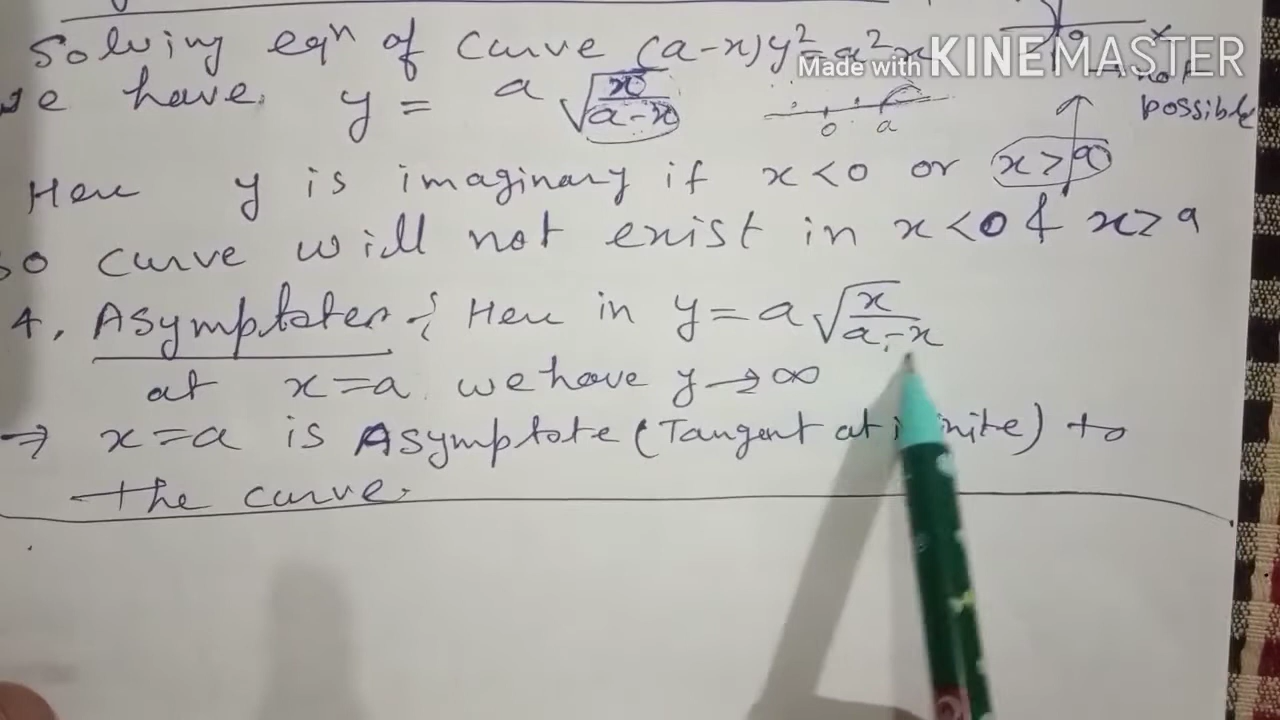 Solving eqⁿ of curve (a-x)y²=a²x
we have, y = a √(x/(a-x))
0 a
x
not possible
Here y is imaginary if x<0 or x>a
So curve will not exist in x<0 & x>a
4. Asymptotes :- Here in y=a√(x/(a-x))
at x=a we have y→∞
⇒ x=a is Asymptote (Tangent at infinite) to
the curve.
Made with KINEMASTER